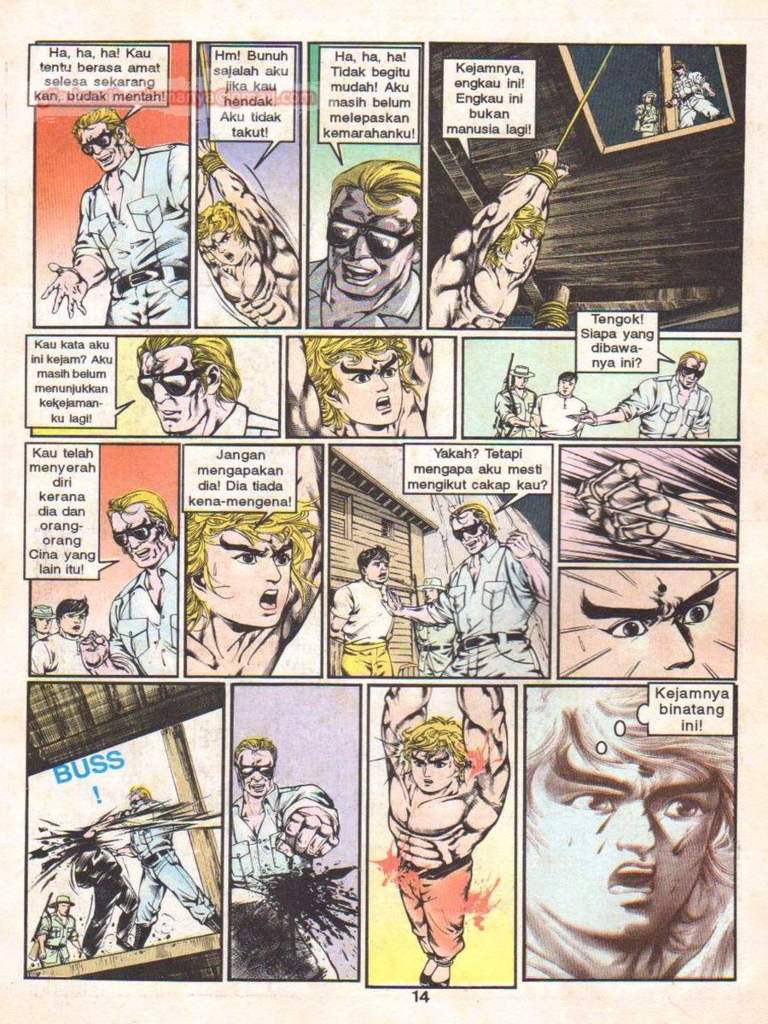 Ha, ha, ha! Kau
tentu berasa amat
selesa sekarang
kan, budak mentah!
Hm! Bunuh
sajalah aku
jika kau
hendak.
Aku tidak
takut!
Ha, ha, ha!
Tidak begitu
mudah! Aku
masih belum
melepaskan
kemarahanku!
Kejamnya,
engkau ini!
Engkau ini
bukan
manusia lagi!
Kau kata aku
ini kejam? Aku
masih belum
menunjukkan
kekejaman-
ku lagi!
Tengok!
Siapa yang
dibawa-
nya ini?
Kau telah
menyerah
diri
kerana
dia dan
orang-
orang
Cina yang
lain itu!
Jangan
mengapakan
dia! Dia tiada
kena-mengena!
Yakah? Tetapi
mengapa aku mesti
mengikut cakap kau?
BUSS
!
Kejamnya
binatang
ini!
14